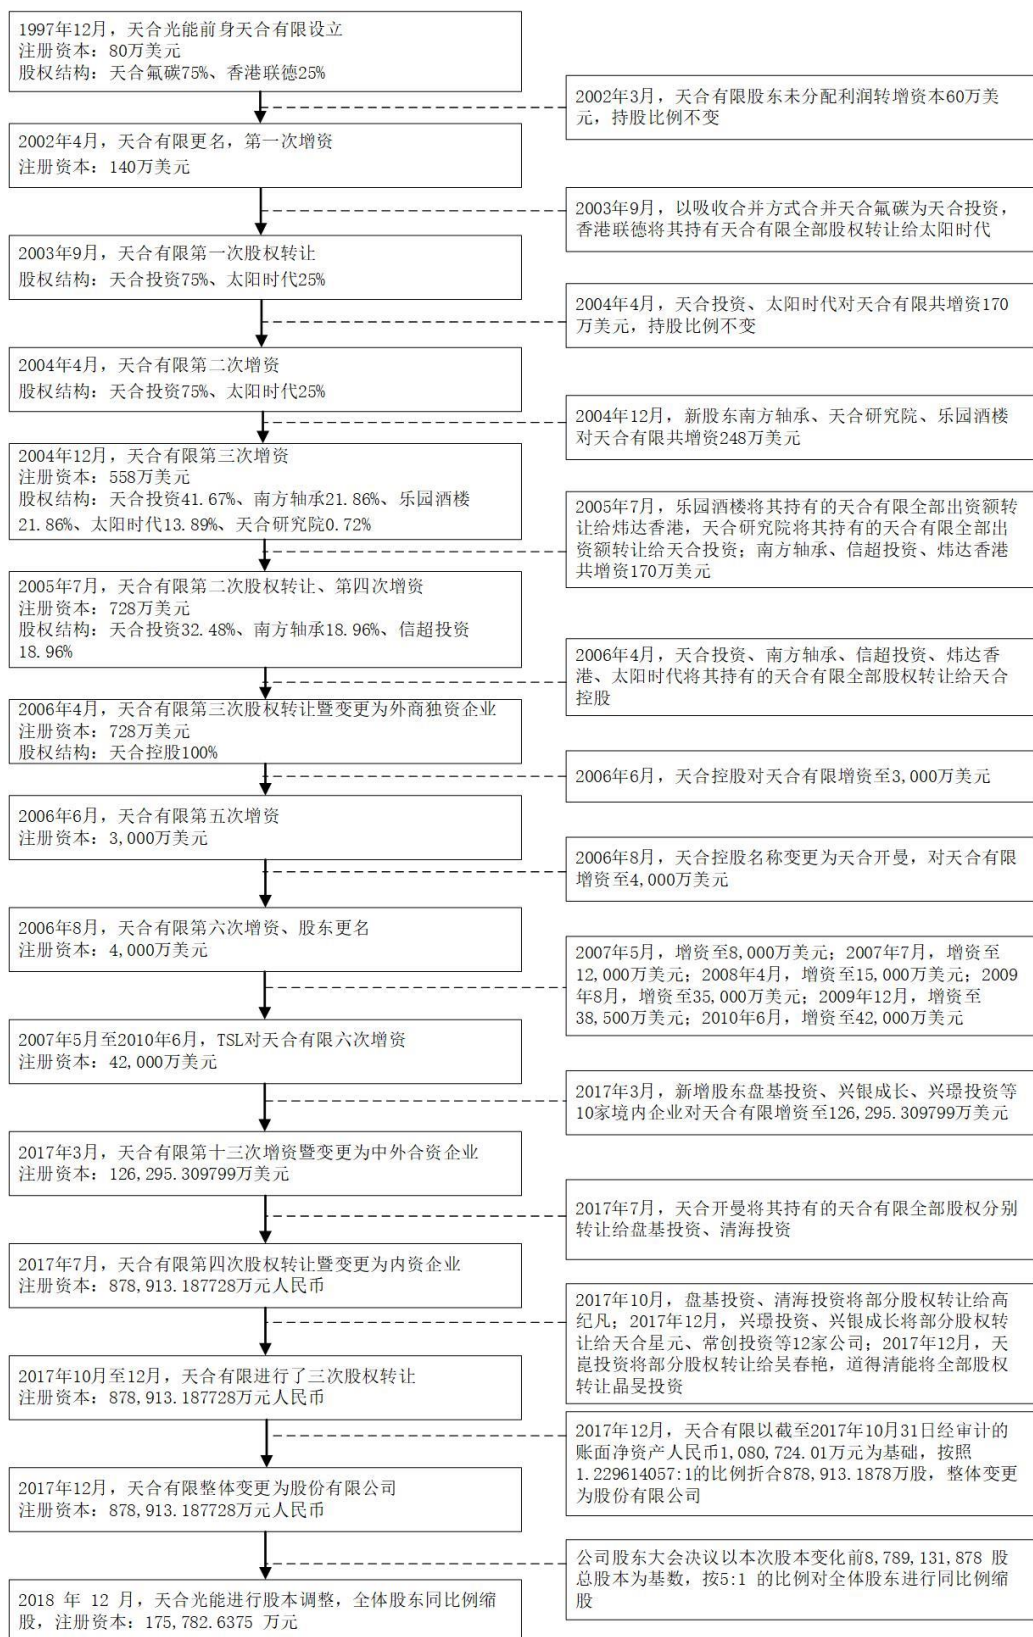 1997年12月，天合光能前身天合有限设立
注册资本：80万美元
股权结构：天合氟碳75%、香港联德25%
2002年3月，天合有限股东未分配利润转增资本60万美
元，持股比例不变
2002年4月，天合有限更名，第一次增资
注册资本：140万美元
2003年9月，以吸收合并方式合并天合氟碳为天合投资，
香港联德将其持有天合有限全部股权转让给太阳时代
2003年9月，天合有限第一次股权转让
股权结构：天合投资75%、太阳时代25%
2004年4月，天合投资、太阳时代对天合有限共增资170
万美元，持股比例不变
2004年4月，天合有限第二次增资
股权结构：天合投资75%、太阳时代25%
2004年12月，新股东南方轴承、天合研究院、乐园酒楼
对天合有限共增资248万美元
2004年12月，天合有限第三次增资
注册资本：558万美元
股权结构：天合投资41.67%、南方轴承21.86%、乐园酒楼
21.86%、太阳时代13.89%、天合研究院0.72%
2005年7月，乐园酒楼将其持有的天合有限全部出资额转
让给炜达香港，天合研究院将其持有的天合有限全部出
资额转让给天合投资；南方轴承、信超投资、炜达香港
共增资170万美元
2005年7月，天合有限第二次股权转让、第四次增资
注册资本：728万美元
股权结构：天合投资32.48%、南方轴承18.96%、信超投资
18.96%
2006年4月，天合投资、南方轴承、信超投资、炜达香
港、太阳时代将其持有的天合有限全部股权转让给天合
控股
2006年4月，天合有限第三次股权转让暨变更为外商独资企业
注册资本：728万美元
股权结构：天合控股100%
2006年6月，天合控股对天合有限增资至3,000万美元
2006年6月，天合有限第五次增资
注册资本：3,000万美元
2006年8月，天合控股名称变更为天合开曼，对天合有限
增资至4,000万美元
2006年8月，天合有限第六次增资、股东更名
注册资本：4,000万美元
2007年5月，增资至8,000万美元；2007年7月，增资至
12,000万美元；2008年4月，增资至15,000万美元；2009
年8月，增资至35,000万美元；2009年12月，增资至
38,500万美元；2010年6月，增资至42,000万美元
2007年5月至2010年6月，TSL对天合有限六次增资
注册资本：42,000万美元
2017年3月，新增股东盘基投资、兴银成长、兴璟投资等
10家境内企业对天合有限增资至126,295.309799万美元
2017年3月，天合有限第十三次增资暨变更为中外合资企业
注册资本：126,295.309799万美元
2017年7月，天合开曼将其持有的天合有限全部股权分别
转让给盘基投资、清海投资
2017年7月，天合有限第四次股权转让暨变更为内资企业
注册资本：878,913.187728万元人民币
2017年10月，盘基投资、清海投资将部分股权转让给高
纪凡；2017年12月，兴璟投资、兴银成长将部分股权转
让给天合星元、常创投资等12家公司；2017年12月，天
崑投资将部分股权转让给吴春艳，道得清能将全部股权
转让晶旻投资
2017年10月至12月，天合有限进行了三次股权转让
注册资本：878,913.187728万元人民币
2017年12月，天合有限以截至2017年10月31日经审计的
账面净资产人民币1,080,724.01万元为基础，按照
1.229614057:1的比例折合878,913.1878万股，整体变更
为股份有限公司
2017年12月，天合有限整体变更为股份有限公司
注册资本：878,913.187728万元人民币
公司股东大会决议以本次股本变化前8,789,131,878 股
总股本为基数，按5:1 的比例对全体股东进行同比例缩
股
2018 年 12 月，天合光能进行股本调整，全体股东同比例缩
股，注册资本：175,782.6375 万元